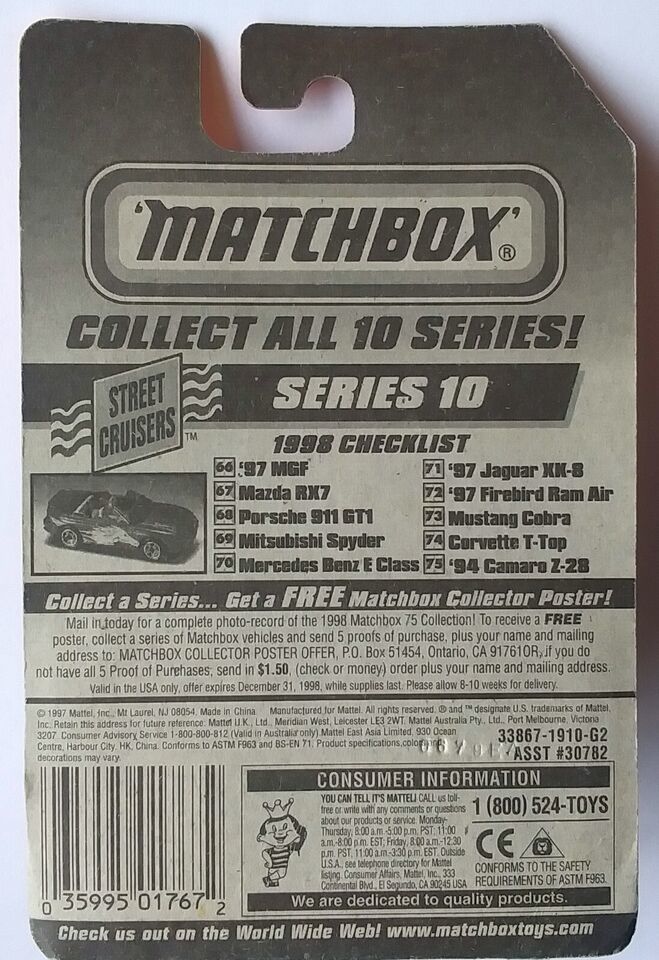 'MATCHBOX'®
COLLECT ALL 10 SERIES!
STREET
CRUISERS™
SERIES 10
1998 CHECKLIST
66 '97 MGF
67 Mazda RX7
68 Porsche 911 GT1
69 Mitsubishi Spyder
70 Mercedes Benz E Class
71 '97 Jaguar XK-8
72 '97 Firebird Ram Air
73 Mustang Cobra
74 Corvette T-Top
75 '94 Camaro Z-28
Collect a Series... Get a FREE Matchbox Collector Poster!
Mail in today for a complete photo-record of the 1998 Matchbox 75 Collection! To receive a FREE
poster, collect a series of Matchbox vehicles and send 5 proofs of purchase, plus your name and mailing
address to: MATCHBOX COLLECTOR POSTER OFFER, P.O. Box 51454, Ontario, CA 91761OR, if you do
not have all 5 Proof of Purchases, send in $1.50, (check or money) order plus your name and mailing address.
Valid in the USA only, offer expires December 31, 1998, while supplies last. Please allow 8-10 weeks for delivery.
© 1997 Mattel, Inc., Mt Laurel, NJ 08054. Made in China. Manufactured for Mattel. All rights reserved. ® and ™ designate U.S. trademarks of Mattel,
Inc. Retain this address for future reference: Mattel U.K., Ltd., Meridian West, Leicester LE3 2WT. Mattel Australia Pty., Ltd., Port Melbourne, Victoria
3207. Consumer Advisory Service 1-800-800-812 (Valid in Australia only). Mattel East Asia Limited. 930 Ocean
Centre, Harbour City, HK, China. Conforms to ASTM F963 and BS-EN 71. Product specifications, colors
decorations may vary.
33867-1910-G2
ASST #30782
CONSUMER INFORMATION
YOU CAN TELL IT'S MATTEL! CALL us toll-
free or write with any comments or questions
about our products or service. Monday-
Thursday, 8:00 a.m.-5:00 p.m. PST; 11:00
a.m.-8:00 p.m. EST; Friday, 8:00 a.m.-12:30
p.m. PST, 11:00 a.m.-3:30 p.m. EST. Outside
U.S.A., see telephone directory for Mattel
listing. Consumer Affairs, Mattel, Inc., 333
Continental Blvd., El Segundo, CA 90245 USA
1 (800) 524-TOYS
CE
CONFORMS TO THE SAFETY
REQUIREMENTS OF ASTM F963.
We are dedicated to quality products.
0 35995 01767 2
Check us out on the World Wide Web! www.matchboxtoys.com